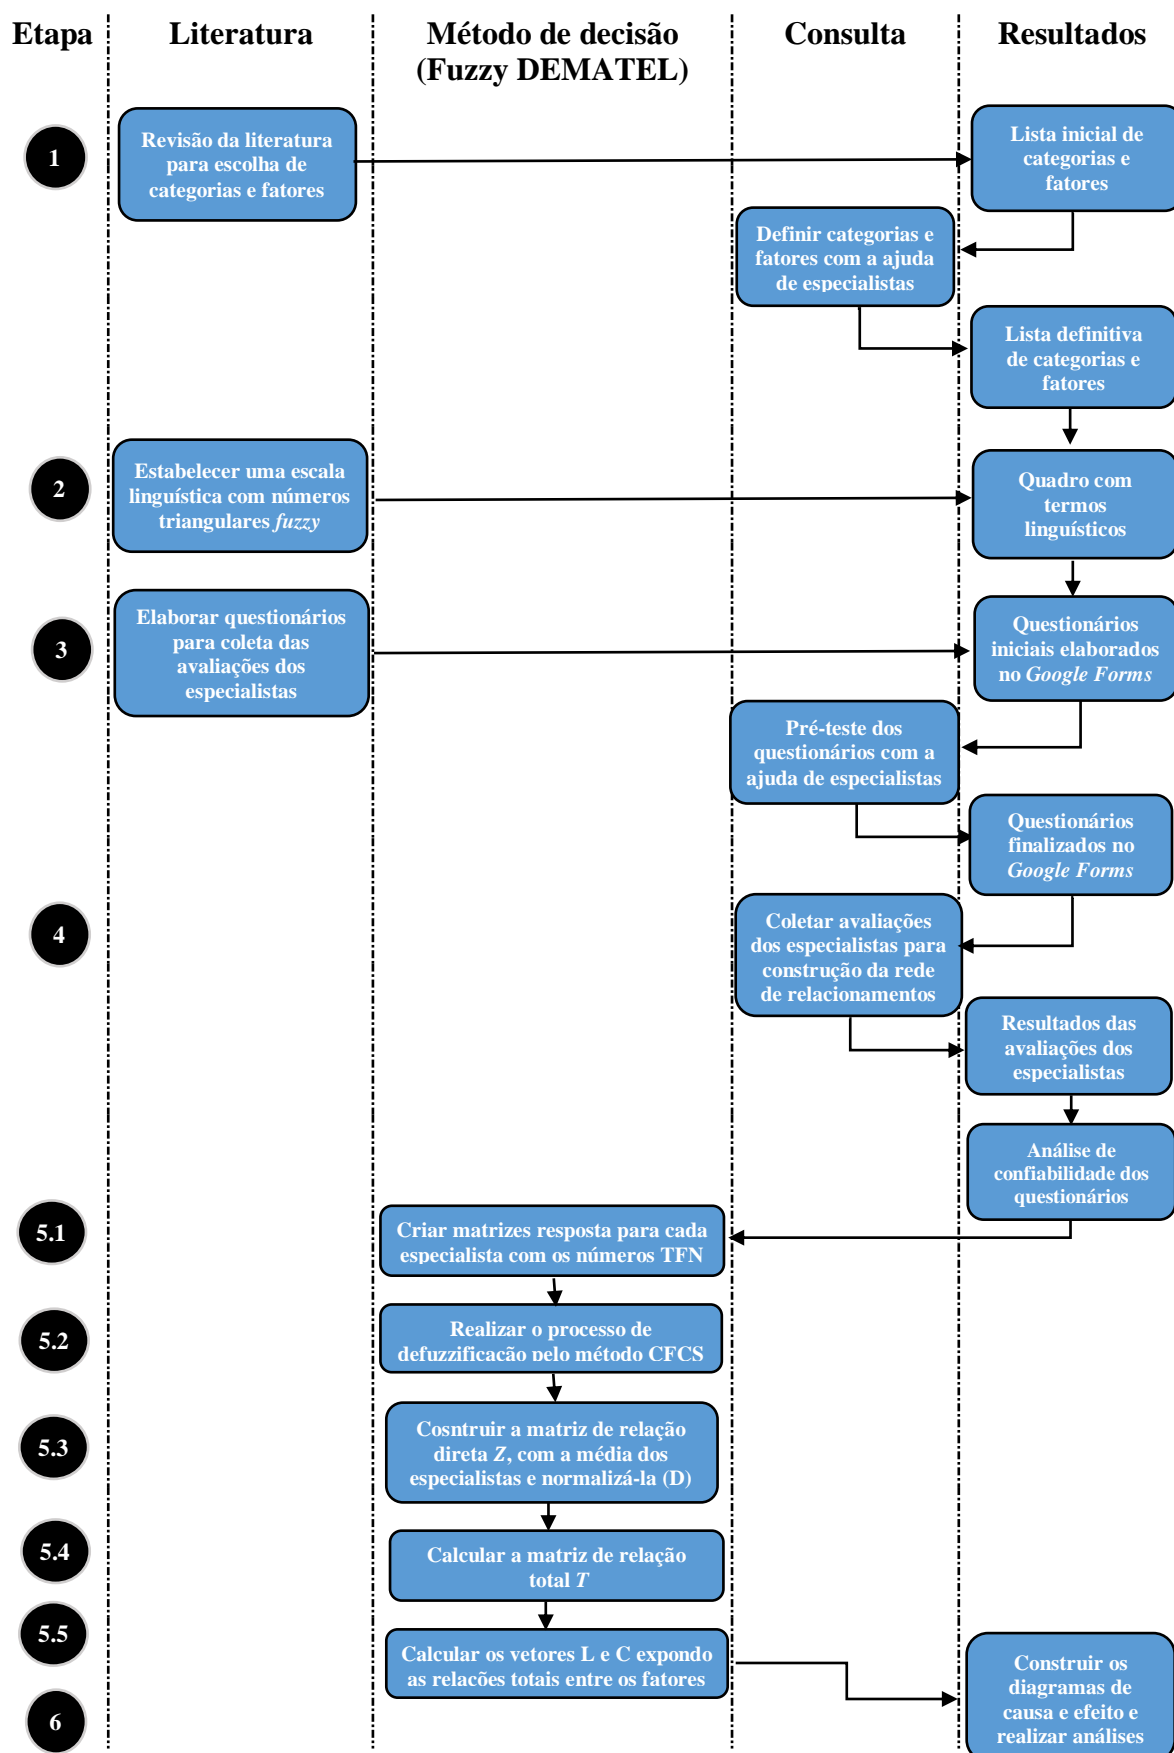 Etapa
Literatura
Método de decisão
(Fuzzy DEMATEL)
Consulta
Resultados
1
Revisão da literatura
para escolha de
categorias e fatores
Lista inicial de
categorias e
fatores
Definir categorias e
fatores com a ajuda
de especialistas
Lista definitiva
de categorias e
fatores
2
Estabelecer uma escala
linguística com números
triangulares fuzzy
Quadro com
termos
linguísticos
3
Elaborar questionários
para coleta das
avaliações dos
especialistas
Questionários
iniciais elaborados
no Google Forms
Pré-teste dos
questionários com a
ajuda de especialistas
Questionários
finalizados no
Google Forms
4
Coletar avaliações
dos especialistas para
construção da rede
de relacionamentos
Resultados das
avaliações dos
especialistas
Análise de
confiabilidade dos
questionários
5.1
Criar matrizes resposta para cada
especialista com os números TFN
5.2
Realizar o processo de
defuzzificação pelo método CFCS
5.3
Cosntruir a matriz de relação
direta Z, com a média dos
especialistas e normalizá-la (D)
5.4
Calcular a matriz de relação
total T
5.5
Calcular os vetores L e C expondo
as relações totais entre os fatores
6
Construir os
diagramas de
causa e efeito e
realizar análises